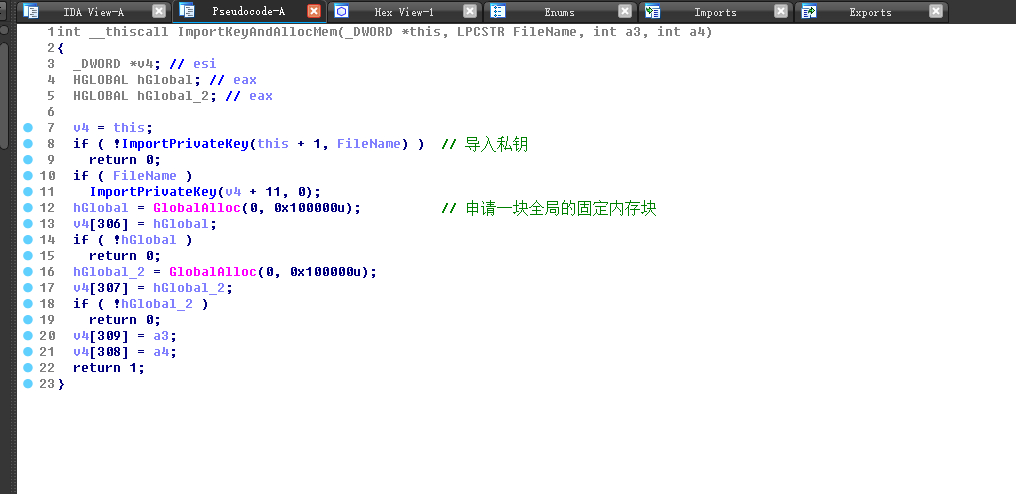 IDA View-A Pseudocode-A Hex View-1 Enums Imports Exports
1 int __thiscall ImportKeyAndAllocMem(_DWORD *this, LPCSTR FileName, int a3, int a4)
2 {
3 _DWORD *v4; // esi
4 HGLOBAL hGlobal; // eax
5 HGLOBAL hGlobal_2; // eax
6
7 v4 = this;
8 if ( !ImportPrivateKey(this + 1, FileName) ) // 导入私钥
9 return 0;
10 if ( FileName )
11 ImportPrivateKey(v4 + 11, 0);
12 hGlobal = GlobalAlloc(0, 0x100000u); // 申请一块全局的固定内存块
13 v4[306] = hGlobal;
14 if ( !hGlobal )
15 return 0;
16 hGlobal_2 = GlobalAlloc(0, 0x100000u);
17 v4[307] = hGlobal_2;
18 if ( !hGlobal_2 )
19 return 0;
20 v4[309] = a3;
21 v4[308] = a4;
22 return 1;
23 }